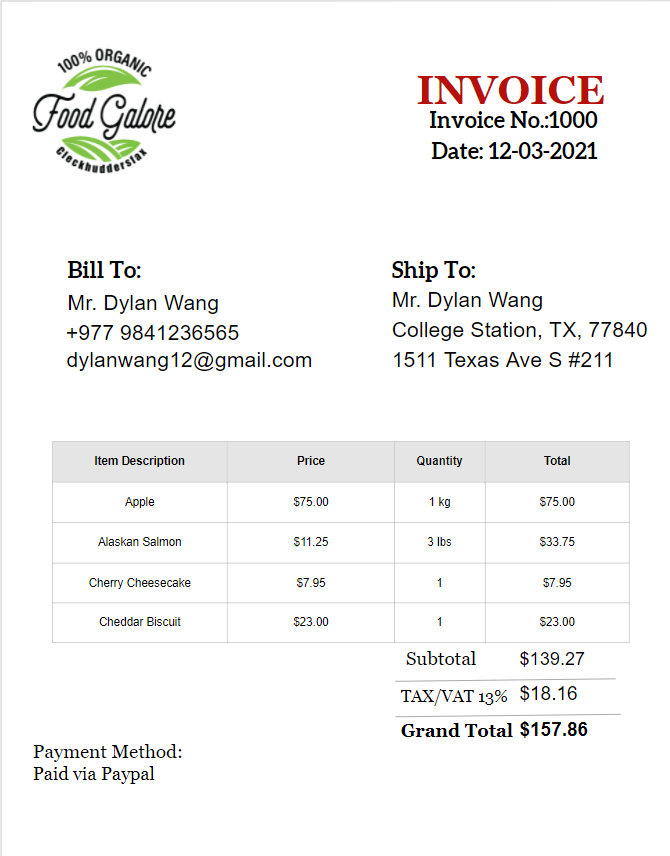 100% ORGANIC
Food Galore
Cleckhuddersfax
INVOICE
Invoice No.:1000
Date: 12-03-2021
Bill To:
Mr. Dylan Wang
+977 9841236565
dylanwang12@gmail.com
Ship To:
Mr. Dylan Wang
College Station, TX, 77840
1511 Texas Ave S #211
Item Description Price Quantity Total
Apple $75.00 1 kg $75.00
Alaskan Salmon $11.25 3 lbs $33.75
Cherry Cheesecake $7.95 1 $7.95
Cheddar Biscuit $23.00 1 $23.00
Subtotal $139.27
TAX/VAT 13% $18.16
Grand Total $157.86
Payment Method:
Paid via Paypal